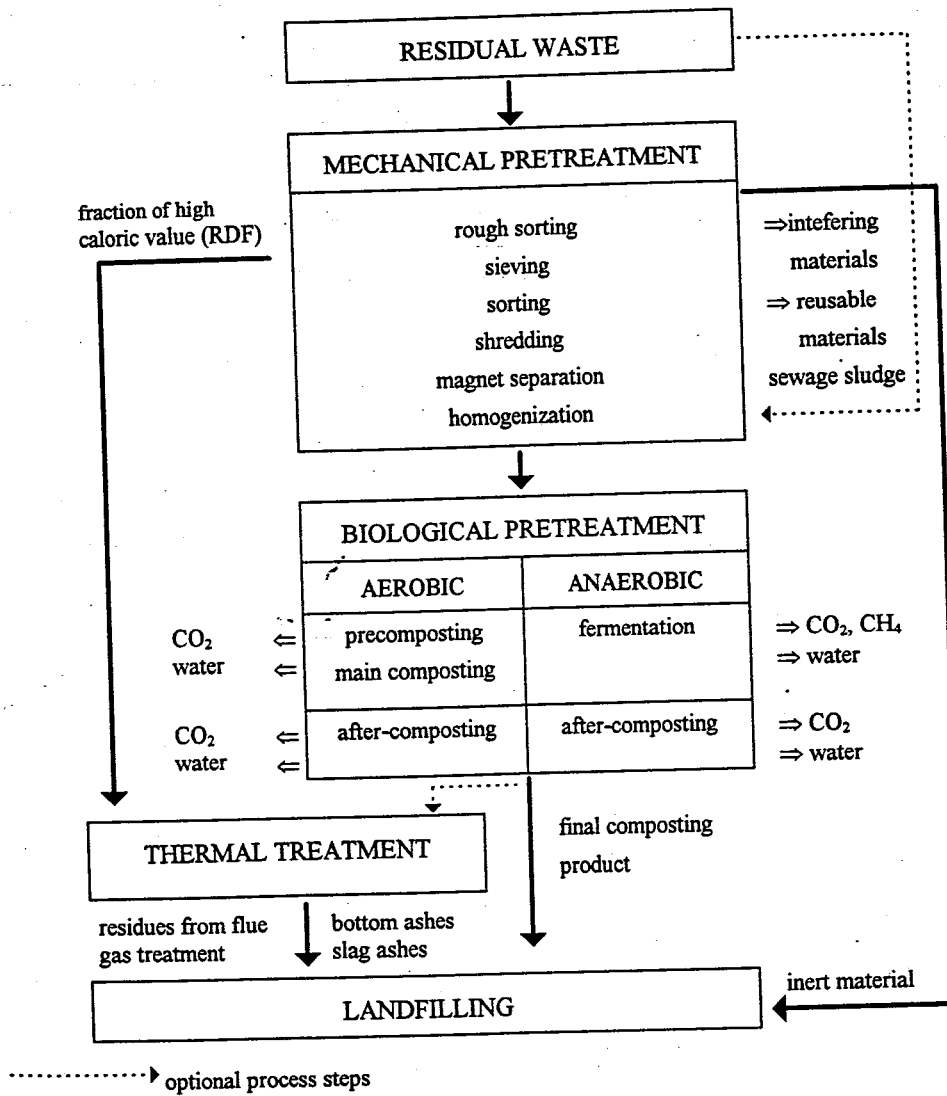 RESIDUAL WASTE
MECHANICAL PRETREATMENT
fraction of high
caloric value (RDF)
rough sorting
sieving
sorting
shredding
magnet separation
homogenization
⇒intefering
materials
⇒ reusable
materials
sewage sludge
BIOLOGICAL PRETREATMENT
AEROBIC
ANAEROBIC
CO₂ ⇐
water ⇐
precomposting
main composting
fermentation
⇒ CO₂, CH₄
⇒ water
CO₂ ⇐
water ⇐
after-composting
after-composting
⇒ CO₂
⇒ water
THERMAL TREATMENT
final composting
product
residues from flue
gas treatment
bottom ashes
slag ashes
LANDFILLING
inert material
optional process steps